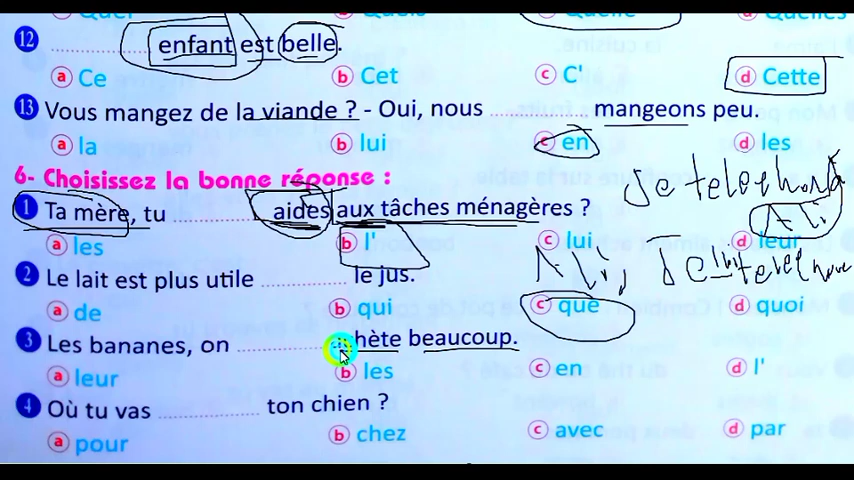 12 .................. enfant est belle.
a Ce b Cet c C' d Cette
13 Vous mangez de la viande ? - Oui, nous mangeons peu.
a la b lui c en d les
6- Choisissez la bonne réponse :
1 Ta mère, tu .................. aides aux tâches ménagères ?
a les b l' c lui d leur
2 Le lait est plus utile .................. le jus.
a de b qui c que d quoi
3 Les bananes, on .................. hète beaucoup.
a leur b les c en d l'
4 Où tu vas .................. ton chien ?
a pour b chez c avec d par